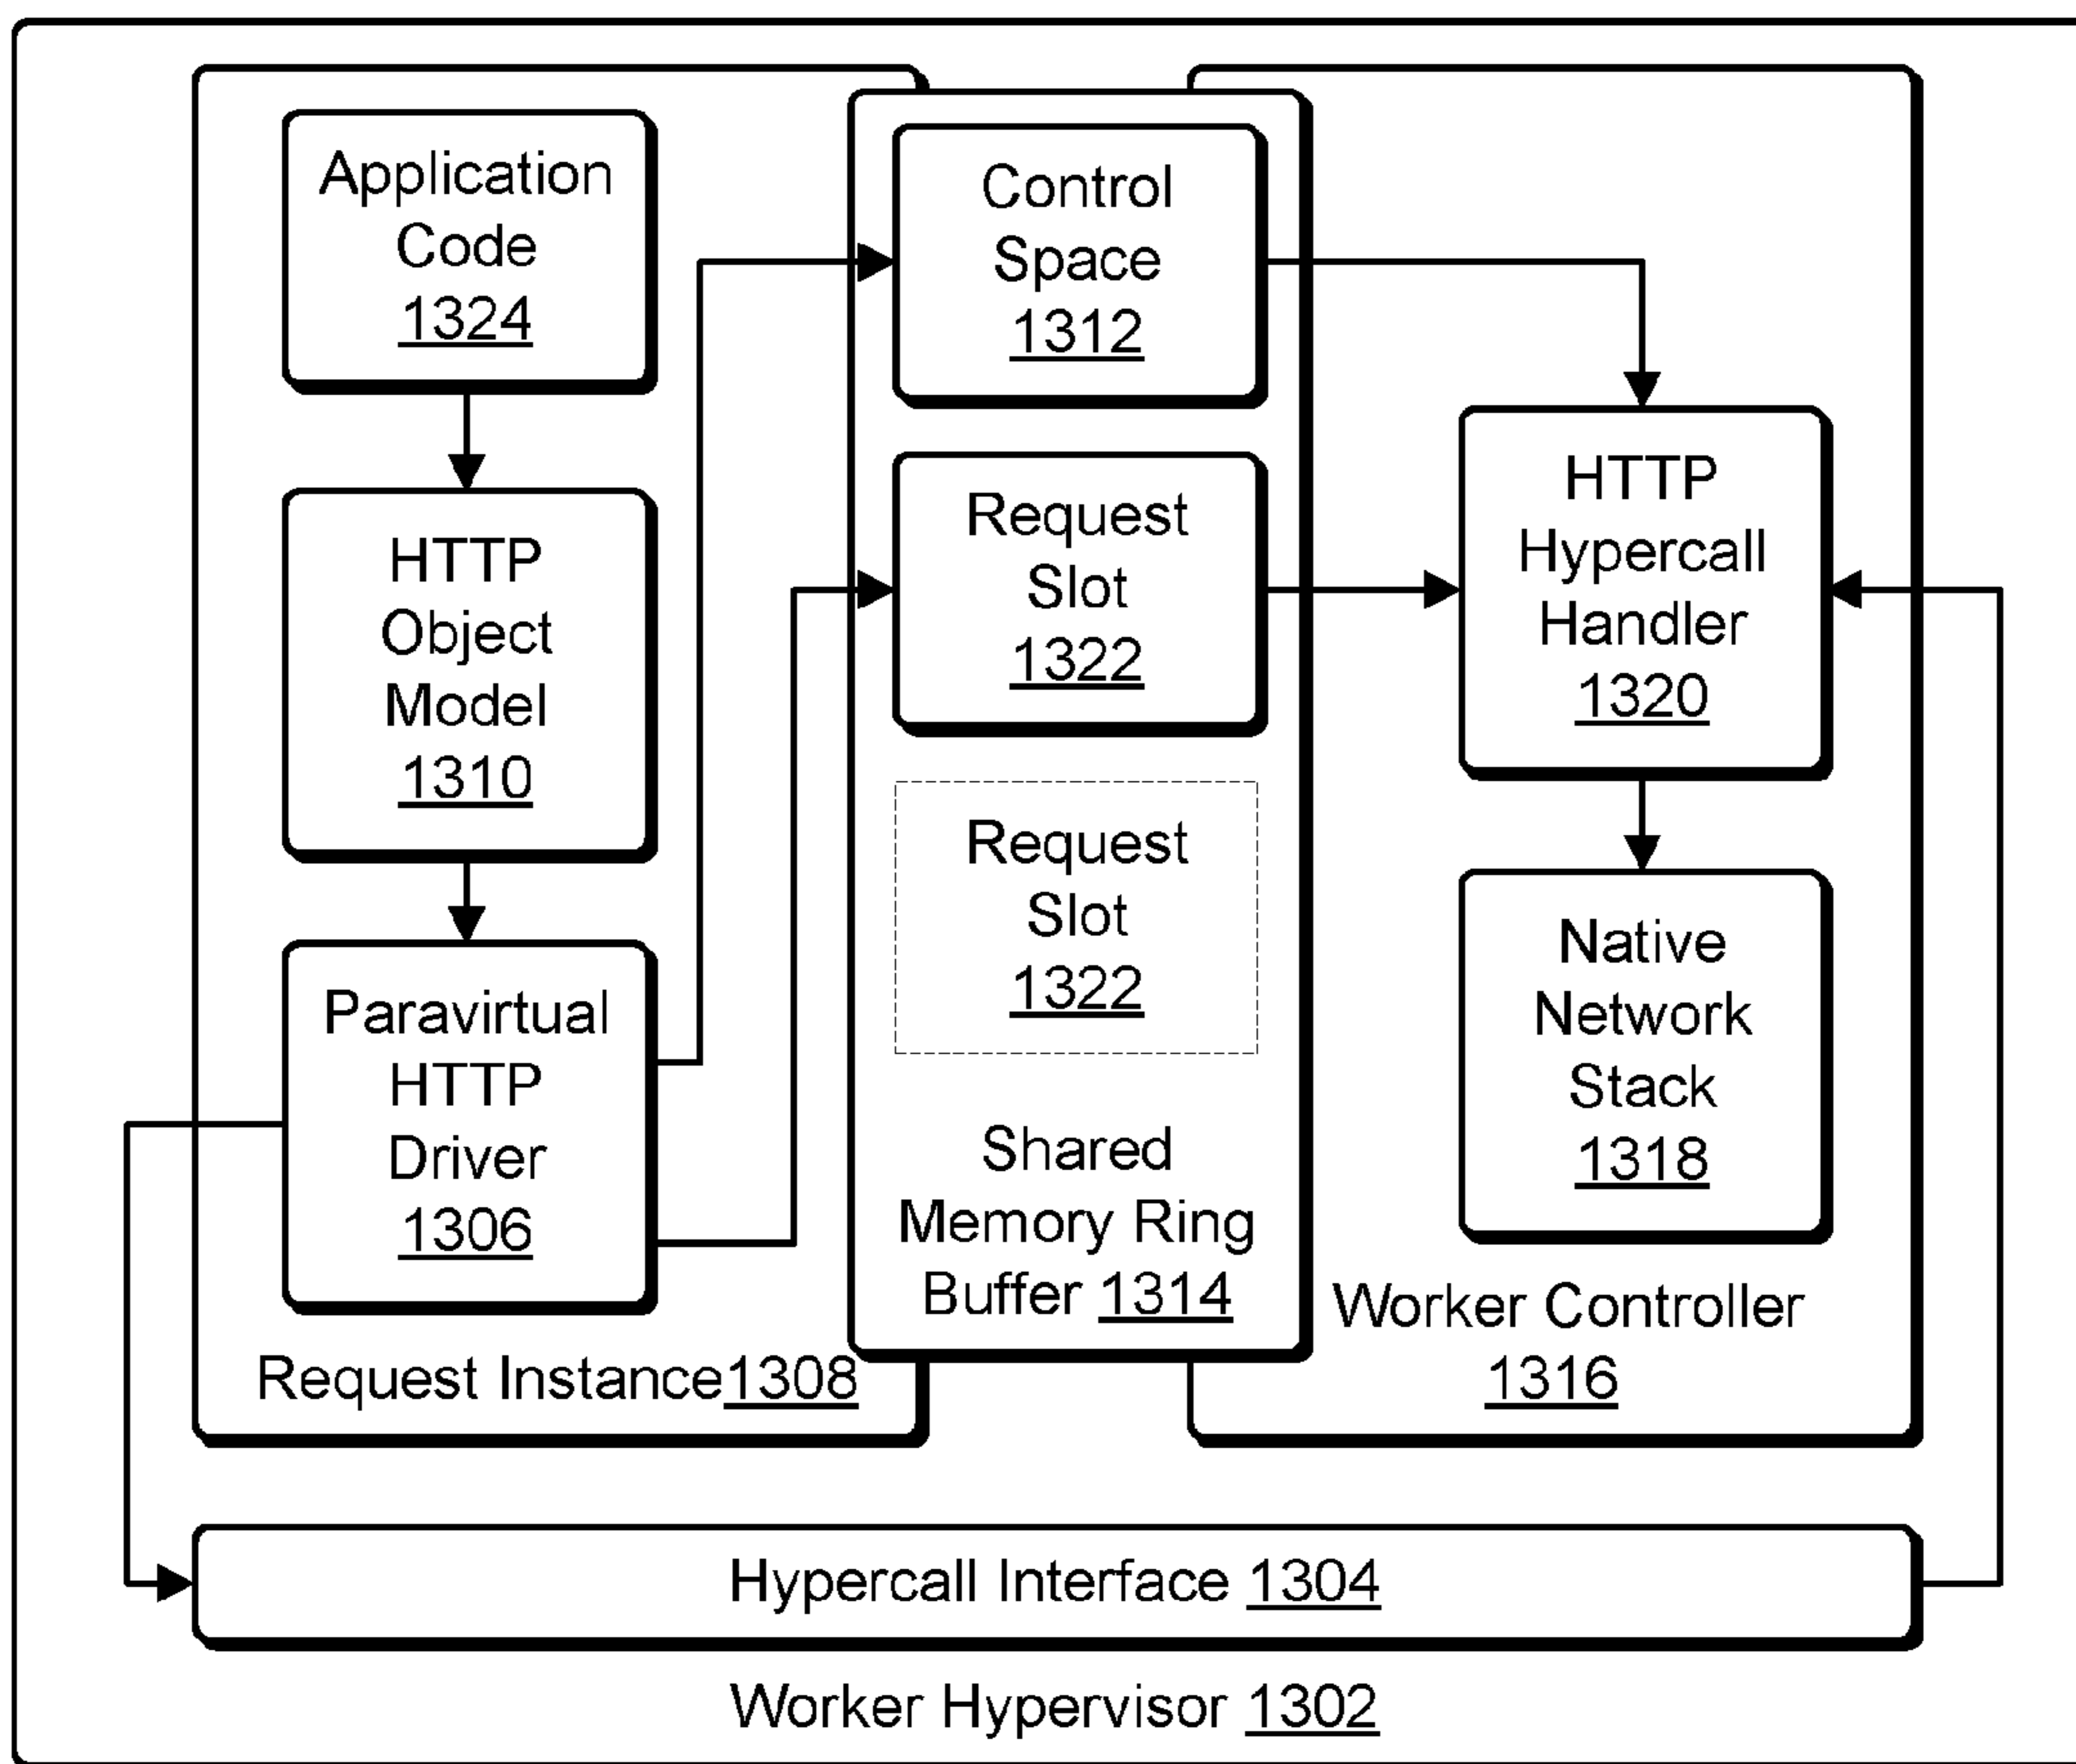 Application
Code
1324
HTTP
Object
Model
1310
Paravirtual
HTTP
Driver
1306
Request Instance1308
Control
Space
1312
Request
Slot
1322
Request
Slot
1322
Shared
Memory Ring
Buffer 1314
HTTP
Hypercall
Handler
1320
Native
Network
Stack
1318
Worker Controller
1316
Hypercall Interface 1304
Worker Hypervisor 1302